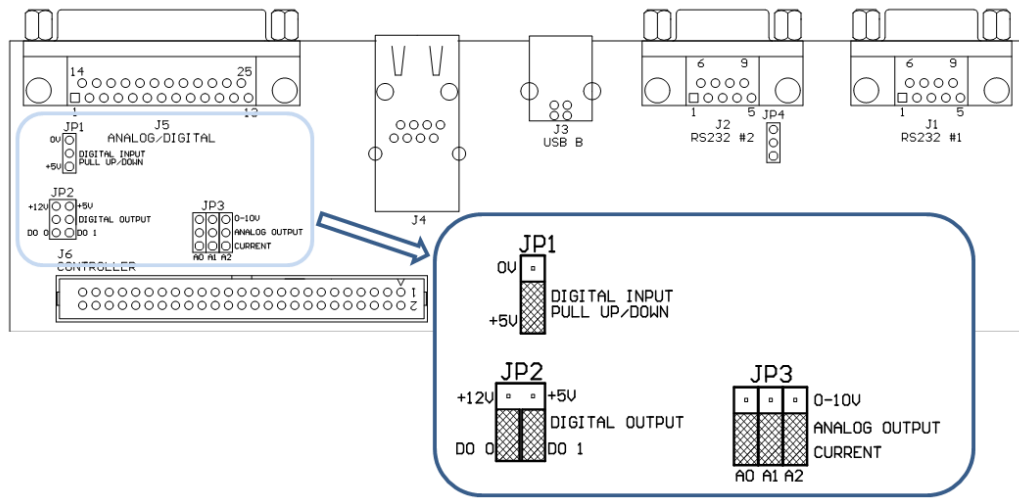 14 25
1 13
J5
ANALOG/DIGITAL
JP1
0V
DIGITAL INPUT
PULL UP/DOWN
+5V
JP2
+12V +5V
DIGITAL OUTPUT
DO 0 DO 1
JP3
0-10V
ANALOG OUTPUT
CURRENT
A0 A1 A2
J6
CONTROLLER
1
2
J4
J3
USB B
6 9
1 5
J2
RS232 #2
JP4
6 9
1 5
J1
RS232 #1
JP1
0V
DIGITAL INPUT
PULL UP/DOWN
+5V
JP2
+12V +5V
DIGITAL OUTPUT
DO 0 DO 1
JP3
0-10V
ANALOG OUTPUT
CURRENT
A0 A1 A2